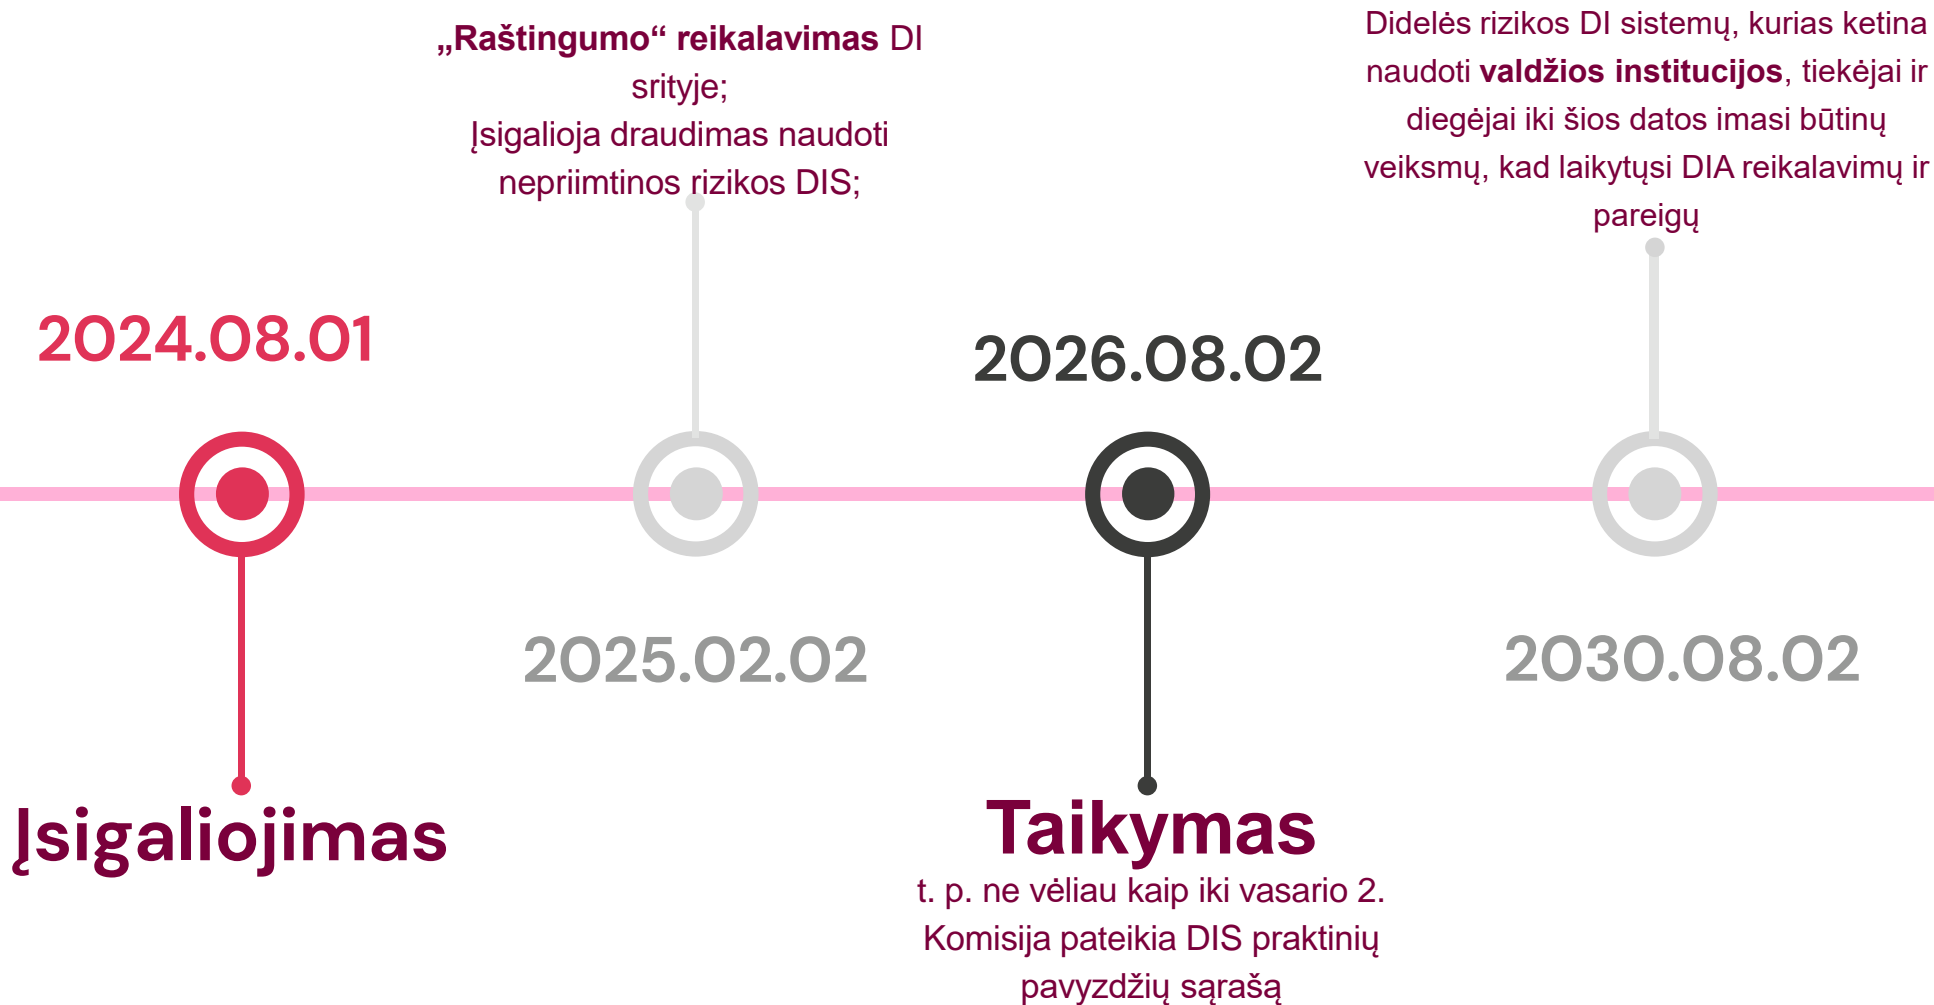 „Raštingumo“ reikalavimas DI
srityje;
Įsigalioja draudimas naudoti
nepriimtinos rizikos DIS;
Didelės rizikos DI sistemų, kurias ketina
naudoti valdžios institucijos, tiekėjai ir
diegėjai iki šios datos imasi būtinų
veiksmų, kad laikytųsi DIA reikalavimų ir
pareigų
2024.08.01
2026.08.02
2025.02.02
2030.08.02
Įsigaliojimas
Taikymas
t. p. ne vėliau kaip iki vasario 2.
Komisija pateikia DIS praktinių
pavyzdžių sąrašą